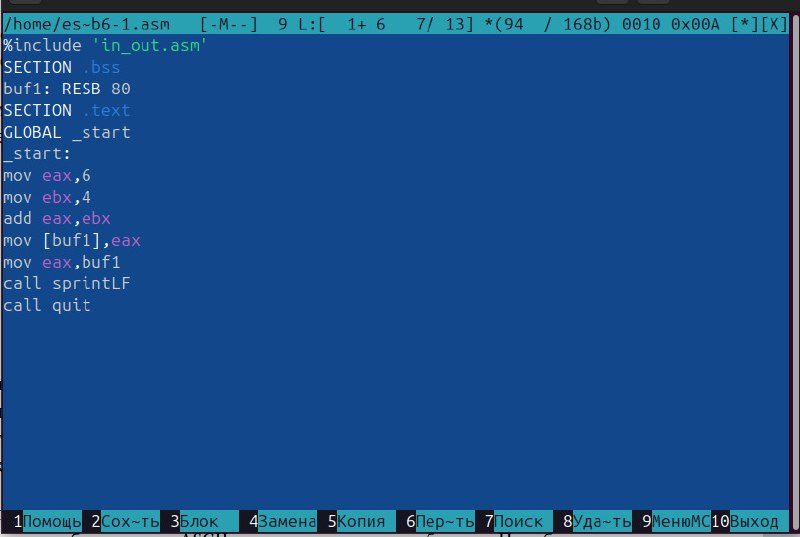 /home/es~b6-1.asm   [-M--]  9 L:[  1+ 6   7/ 13] *(94  / 168b) 0010 0x00A [*][X]
%include 'in_out.asm'
SECTION .bss
buf1: RESB 80
SECTION .text
GLOBAL _start
_start:
mov eax,6
mov ebx,4
add eax,ebx
mov [buf1],eax
mov eax,buf1
call sprintLF
call quit
1Помощь 2Сох~ть 3Блок 4Замена 5Копия 6Пер~ть 7Поиск 8Уда~ть 9МенюMC 10Выход